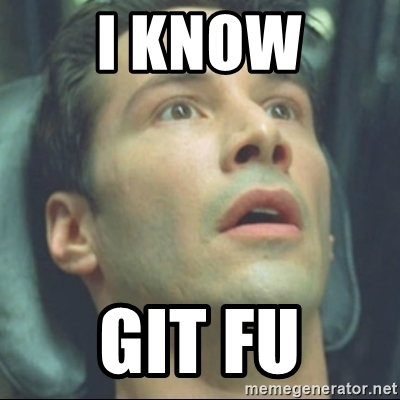 I KNOW
GIT FU
memegenerator.net